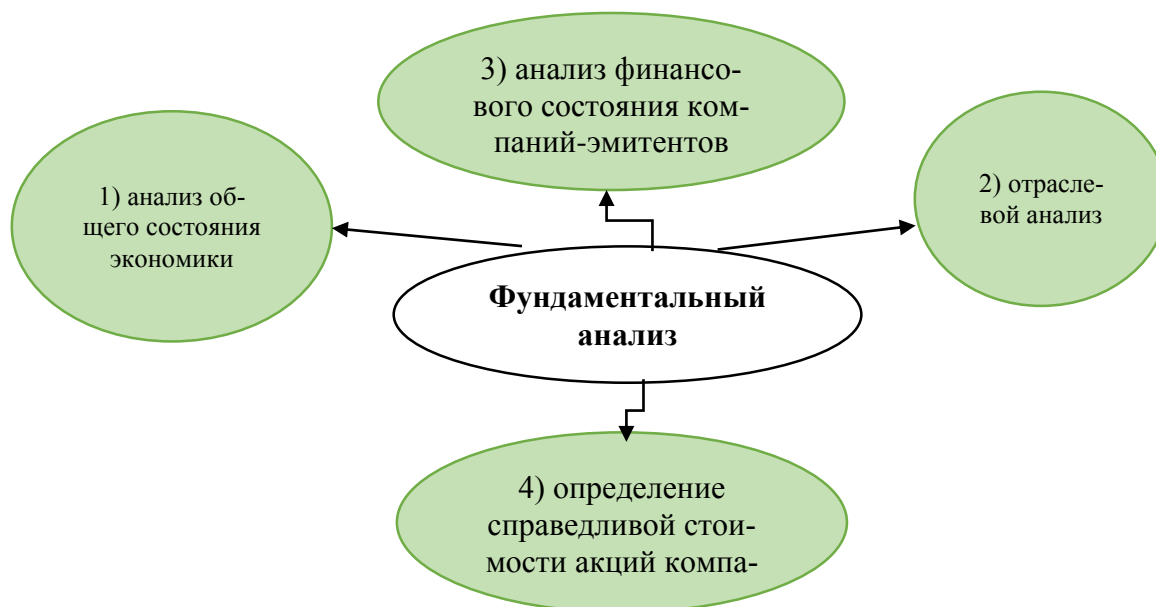 3) анализ финансо-
вого состояния ком-
паний-эмитентов
1) анализ об-
щего состояния
экономики
2) отрасле-
вой анализ
Фундаментальный
анализ
4) определение
справедливой стои-
мости акций компа-